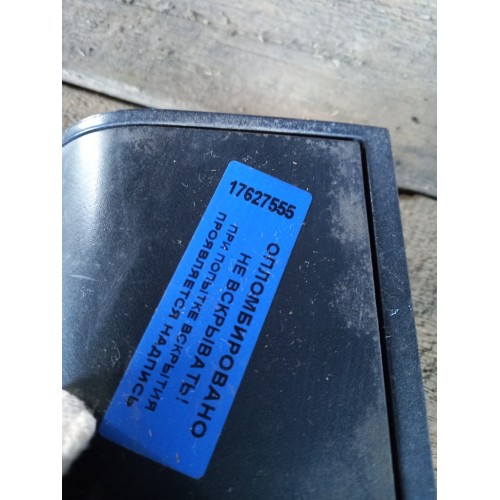 17627555
ОПЛОМБИРОВАНО
НЕ ВСКРЫВАТЬ!
ПРИ ПОПЫТКЕ ВСКРЫТИЯ
ПРОЯВЛЯЕТСЯ НАДПИСЬ